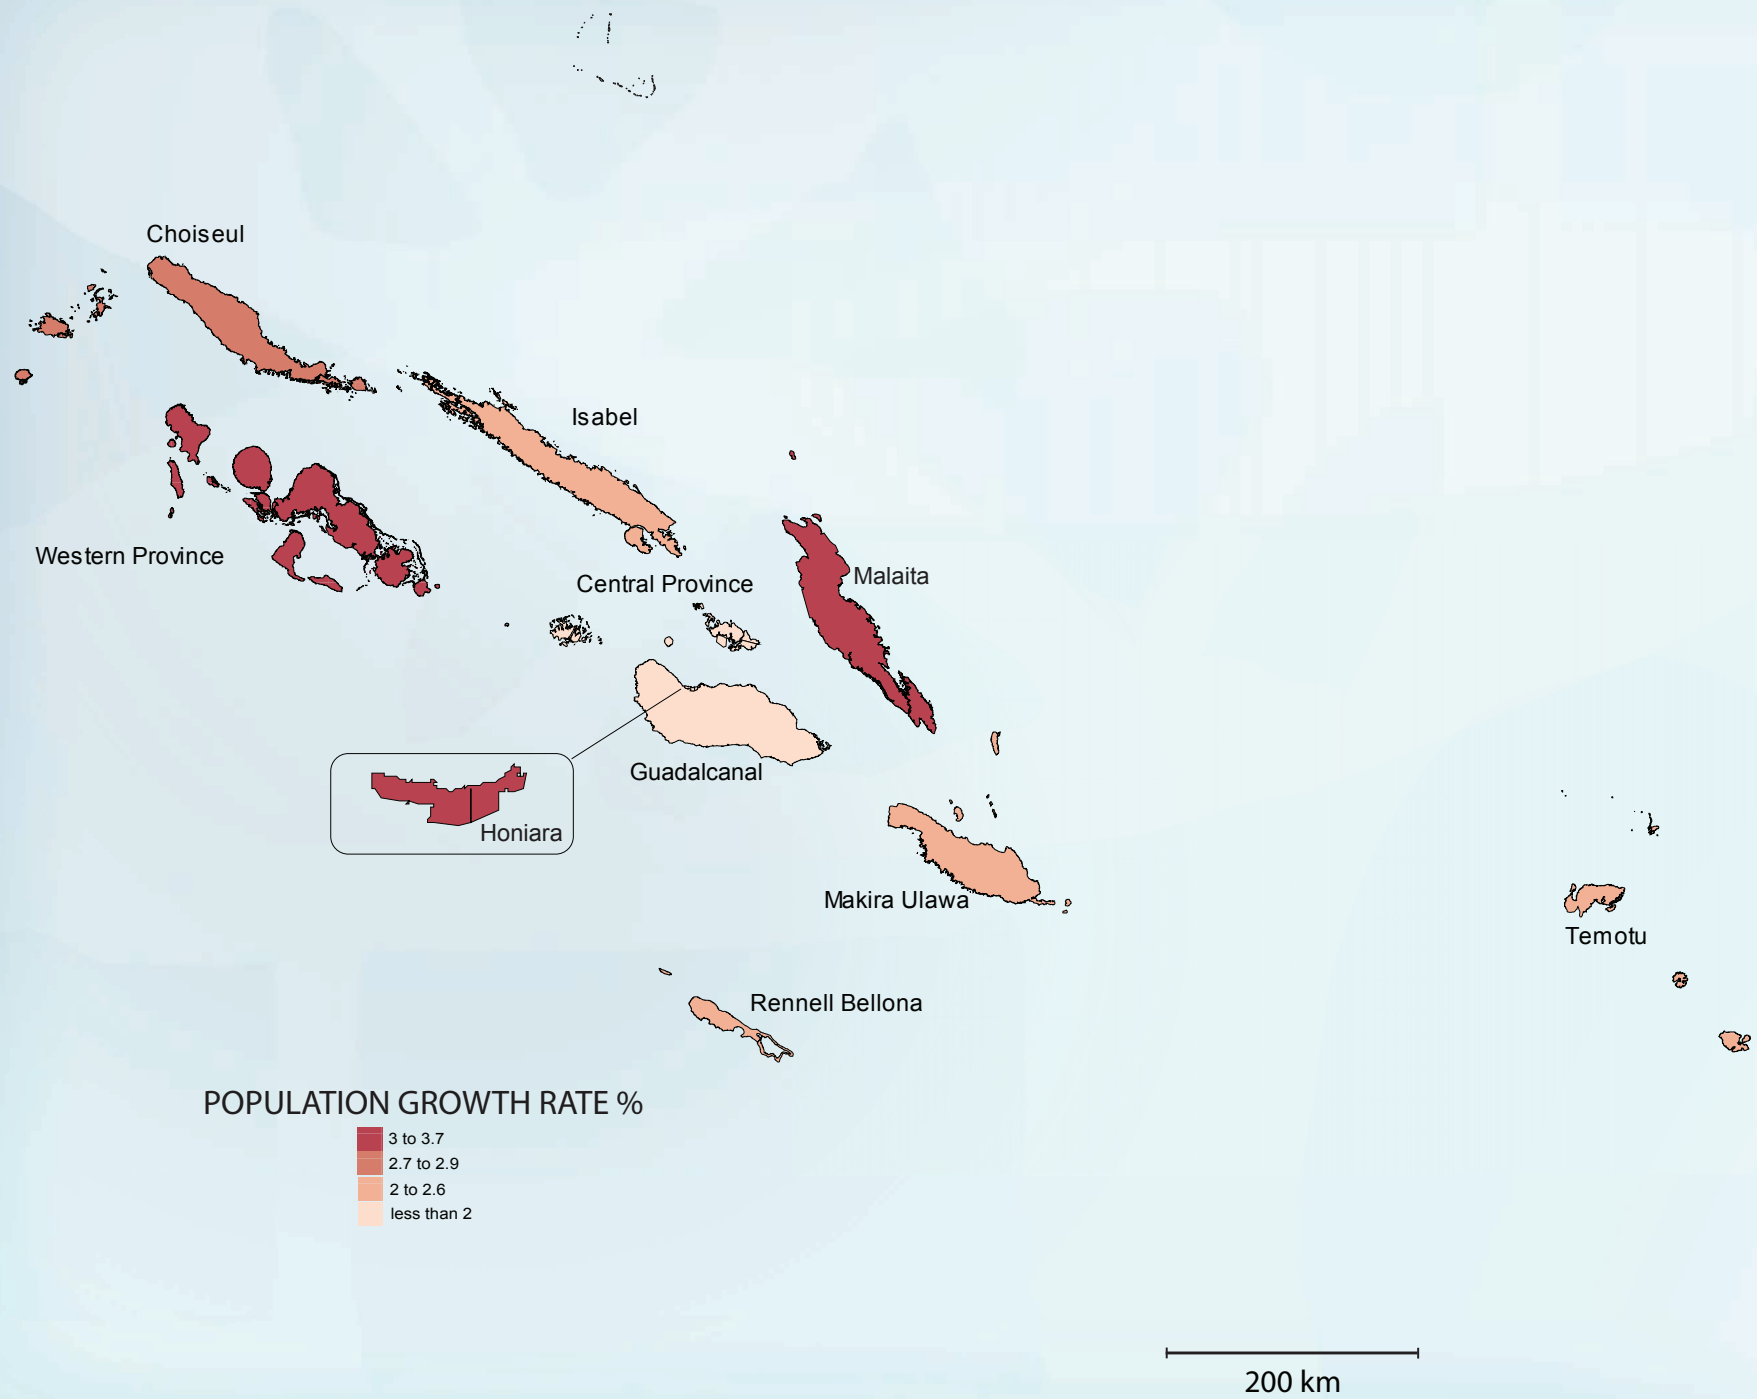 Choiseul
Isabel
Western Province
Central Province
Malaita
Guadalcanal
Honiara
Makira Ulawa
Temotu
Rennell Bellona
POPULATION GROWTH RATE %
3 to 3.7
2.7 to 2.9
2 to 2.6
less than 2
200 km